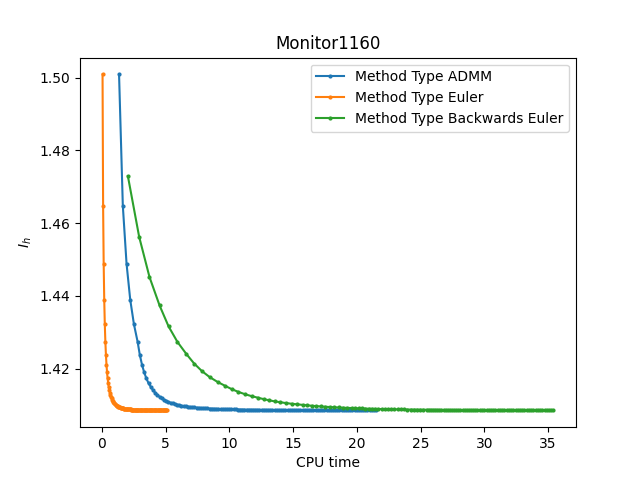 Monitor1160
Method Type ADMM
Method Type Euler
Method Type Backwards Euler
1.50
1.48
1.46
1.44
1.42
I_h
0 5 10 15 20 25 30 35
CPU time